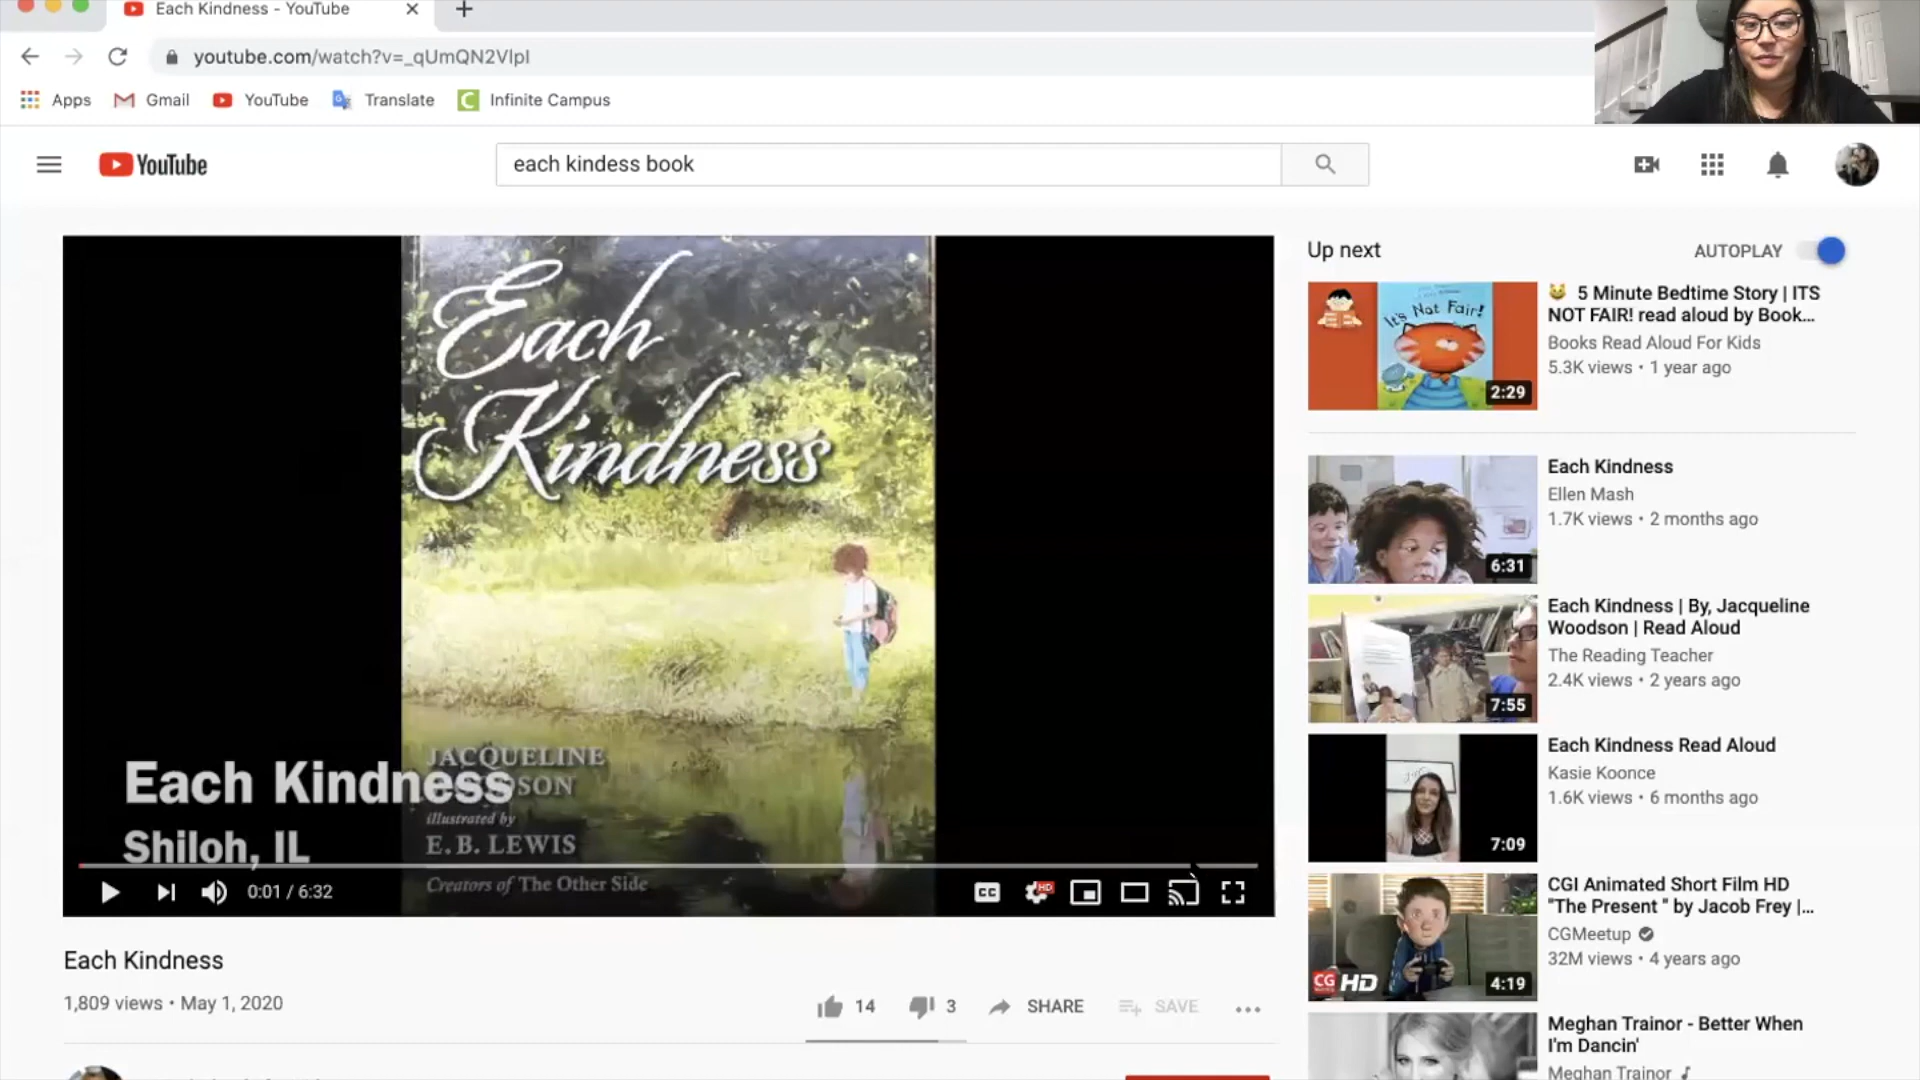 Each Kindness - YouTube
youtube.com/watch?v=_qUmQN2VlpI
Apps
Gmail
YouTube
Translate
Infinite Campus
YouTube
each kindess book
Each
Kindness
JACQUELINE
illustrated by
E.B. LEWIS
Creators of The Other Side
Each Kindness
Shiloh, IL
0:01 / 6:32
CC
HD
Each Kindness
1,809 views • May 1, 2020
14
3
SHARE
SAVE
Up next
AUTOPLAY
It's Not Fair!
2:29
5 Minute Bedtime Story | ITS
NOT FAIR! read aloud by Book...
Books Read Aloud For Kids
5.3K views • 1 year ago
6:31
Each Kindness
Ellen Mash
1.7K views • 2 months ago
7:55
Each Kindness | By, Jacqueline
Woodson | Read Aloud
The Reading Teacher
2.4K views • 2 years ago
7:09
Each Kindness Read Aloud
Kasie Koonce
1.6K views • 6 months ago
CG HD
4:19
CGI Animated Short Film HD
"The Present " by Jacob Frey |...
CGMeetup
32M views • 4 years ago
Meghan Trainor - Better When
I'm Dancin'
Meghan Trainor